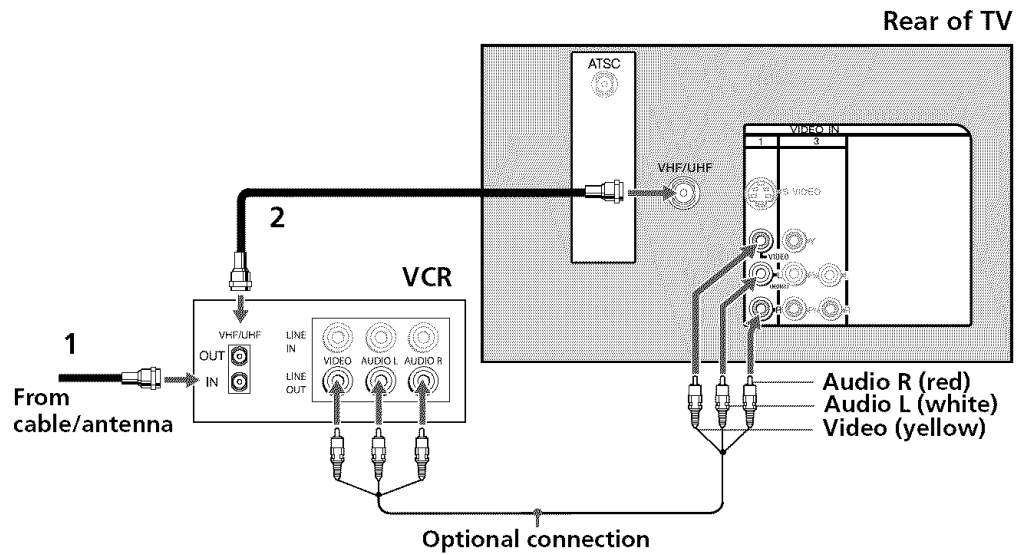 Rear of TV
ATSC
VIDEO IN
1 3
VHF/UHF
S VIDEO
2
Y
VIDEO
VCR
L
(MONO)
R
VHF/UHF
LINE
IN
1
OUT
VIDEO AUDIO L AUDIO R
IN
LINE
OUT
From
cable/antenna
Audio R (red)
Audio L (white)
Video (yellow)
Optional connection